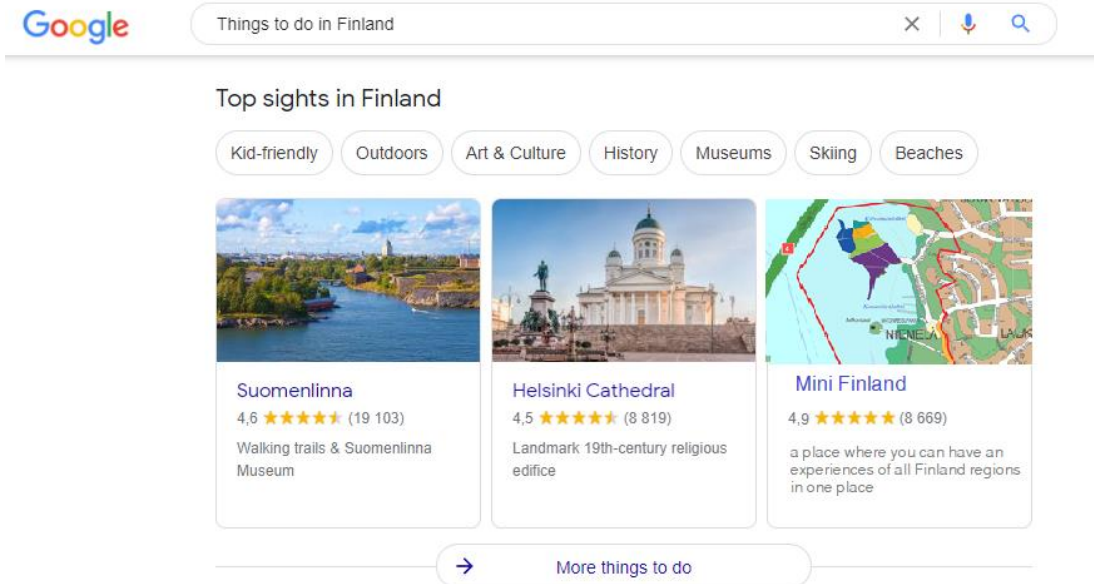 Google
Things to do in Finland
Top sights in Finland
Kid-friendly
Outdoors
Art & Culture
History
Museums
Skiing
Beaches
4
NIEMELÄ
Suomenlinna
4,6
(19 103)
Walking trails & Suomenlinna
Museum
Helsinki Cathedral
4,5
(8 819)
Landmark 19th-century religious
edifice
Mini Finland
4,9
(8 669)
a place where you can have an
experiences of all Finland regions
in one place
More things to do